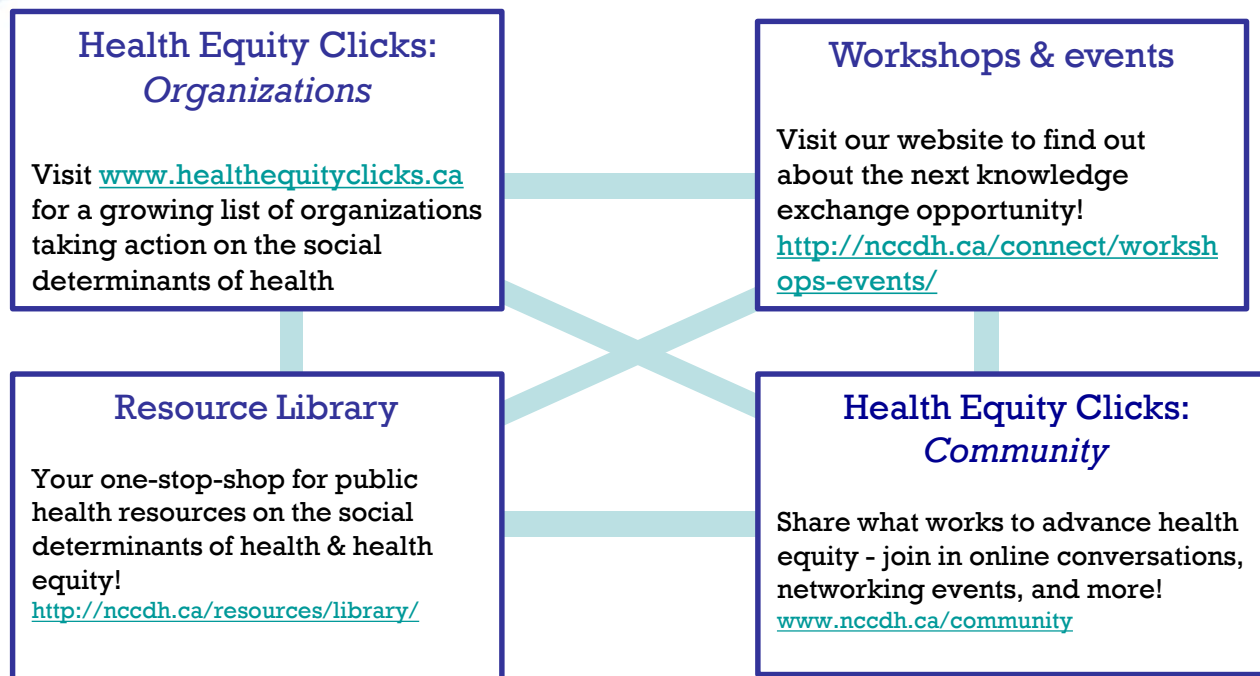 Health Equity Clicks:
Organizations
Visit www.healthequityclicks.ca
for a growing list of organizations
taking action on the social
determinants of health
Workshops & events
Visit our website to find out
about the next knowledge
exchange opportunity!
http://nccdh.ca/connect/worksh
ops-events/
Resource Library
Your one-stop-shop for public
health resources on the social
determinants of health & health
equity!
http://nccdh.ca/resources/library/
Health Equity Clicks:
Community
Share what works to advance health
equity - join in online conversations,
networking events, and more!
www.nccdh.ca/community